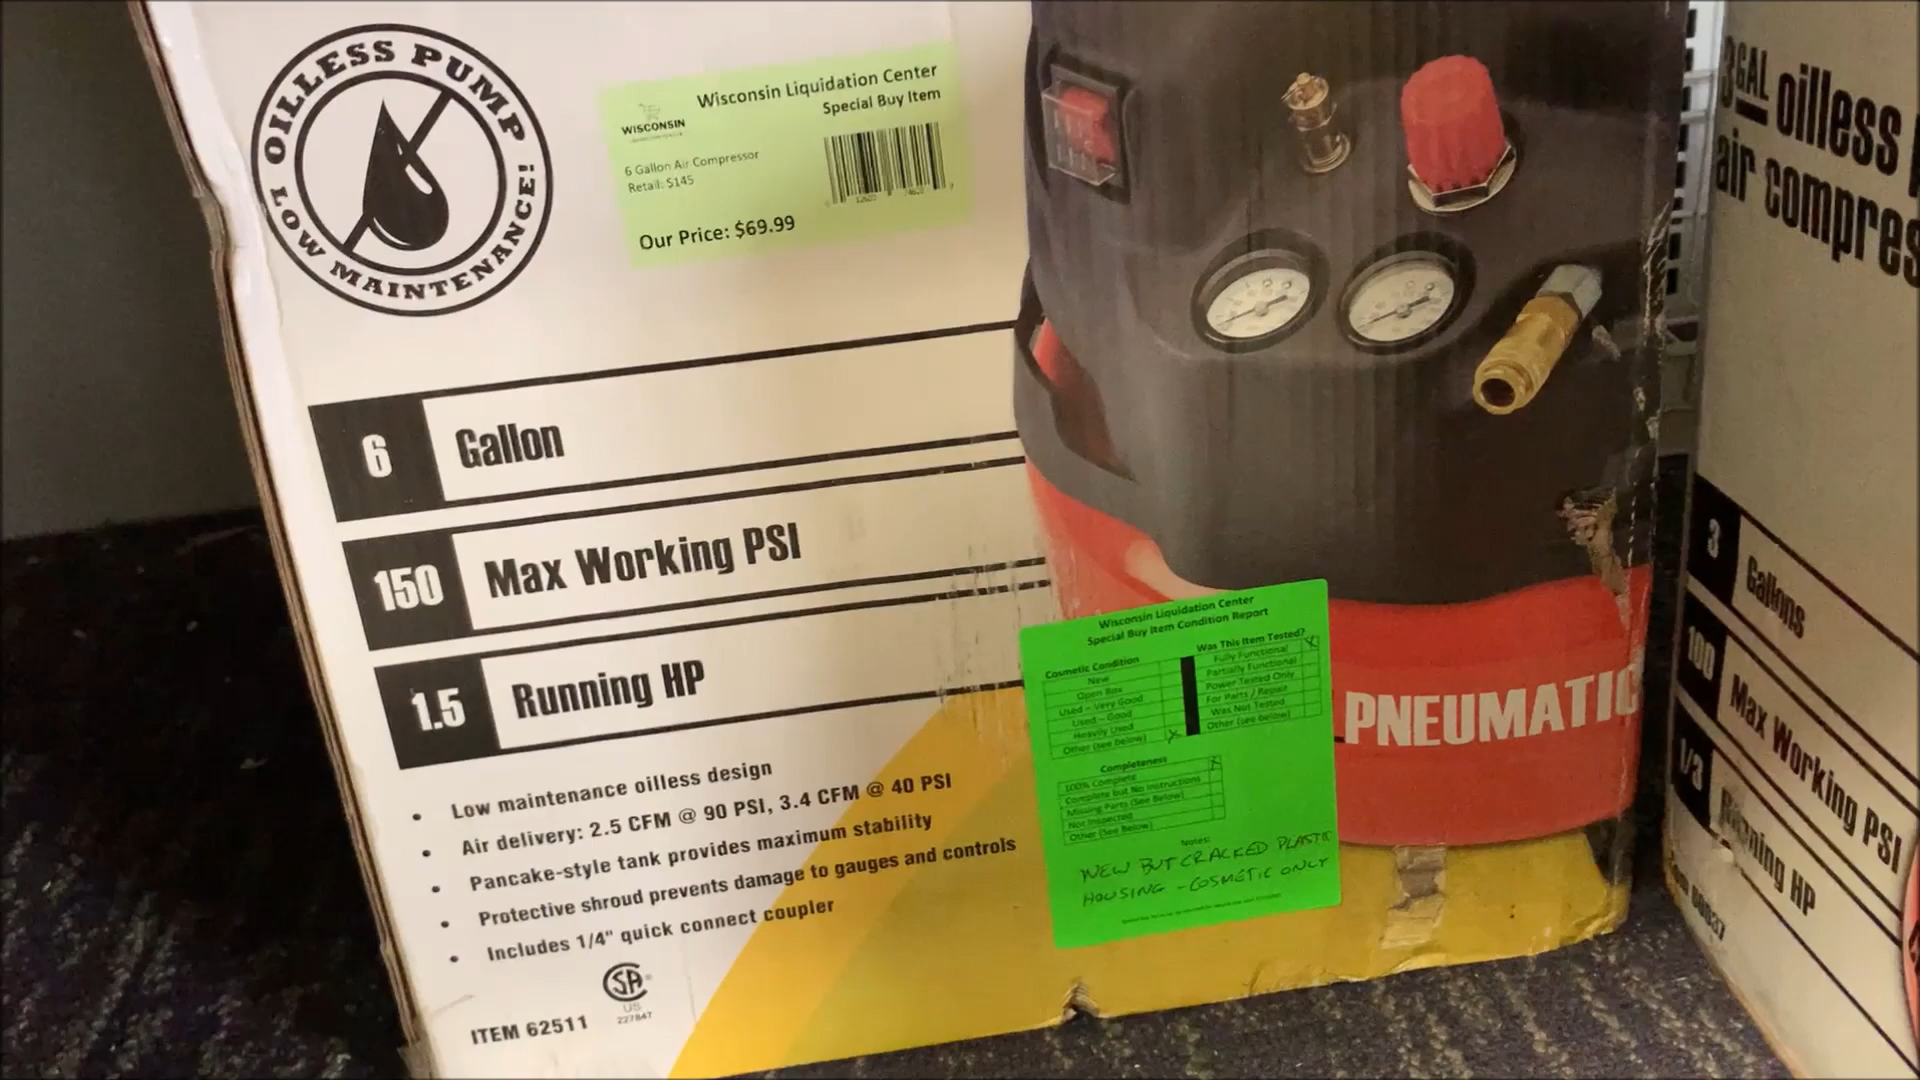 OILLESS PUMP
LOW MAINTENANCE!
WISCONSIN
Wisconsin Liquidation Center
Special Buy Item
6 Gallon Air Compressor
Retail: $145
Our Price: $69.99
6 Gallon
150 Max Working PSI
1.5 Running HP
• Low maintenance oilless design
• Air delivery: 2.5 CFM @ 90 PSI, 3.4 CFM @ 40 PSI
• Pancake-style tank provides maximum stability
• Protective shroud prevents damage to gauges and controls
• Includes 1/4" quick connect coupler
SA
US
227847
ITEM 62511
PNEUMATIC
Wisconsin Liquidation Center
Special Buy Item Condition Report
Cosmetic Condition
New
Open Box
Used - Very Good
Used - Good
Heavily Used
Other (see below) X
Was This Item Tested?
Fully Functional X
Partially Functional
Power Tested Only
For Parts / Repair
Was Not Tested
Other (see below)
Completeness
100% Complete X
Complete but No Instructions
Missing Parts (See Below)
Not Inspected
Other (See Below)
Notes:
NEW BUT CRACKED PLASTIC
HOUSING - COSMETIC ONLY
3 GAL oilless
air compres
3 Gallons
100 Max Working PSI
1/3 Running HP